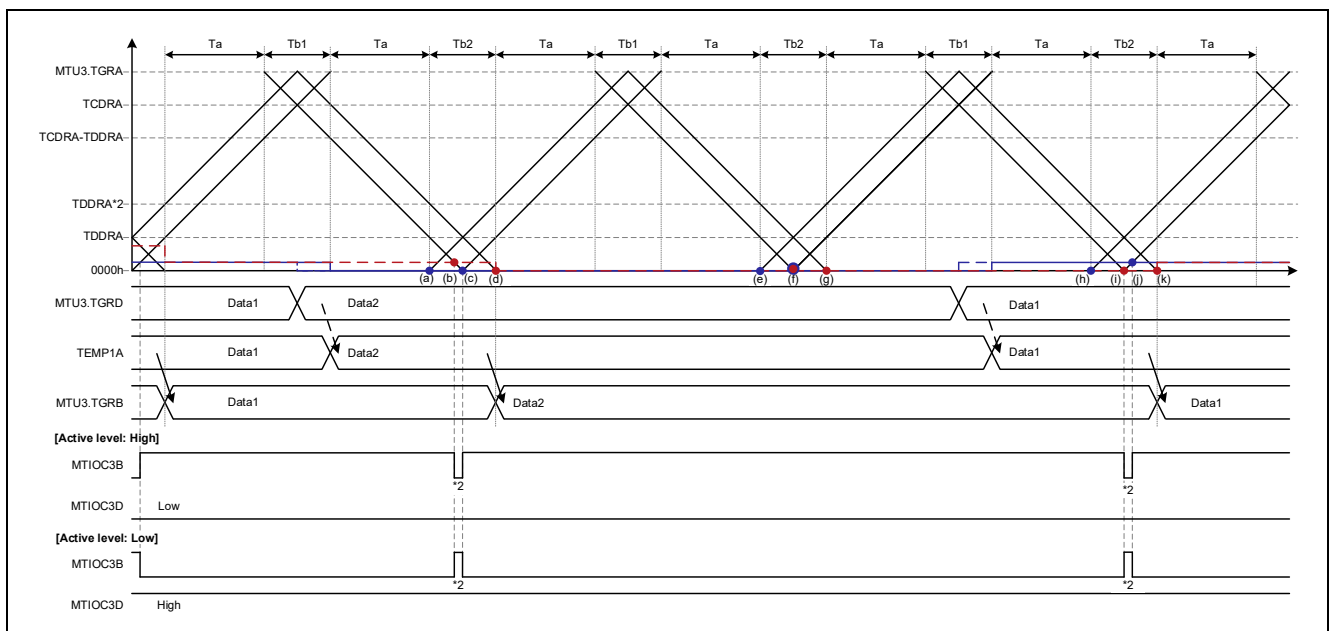 Ta Tb1 Ta Tb2 Ta Tb1 Ta Tb2 Ta Tb1 Ta Tb2 Ta
MTU3.TGRA
TCDRA
TCDRA-TDDRA
TDDRA*2
TDDRA
0000h
(a) (b) (c) (d) (e) (f) (g) (h) (i) (j) (k)
MTU3.TGRD Data1 Data2 Data1
TEMP1A Data1 Data2 Data1
MTU3.TGRB Data1 Data2 Data1
[Active level: High]
MTIOC3B
*2 *2
MTIOC3D Low
[Active level: Low]
MTIOC3B
*2 *2
MTIOC3D High